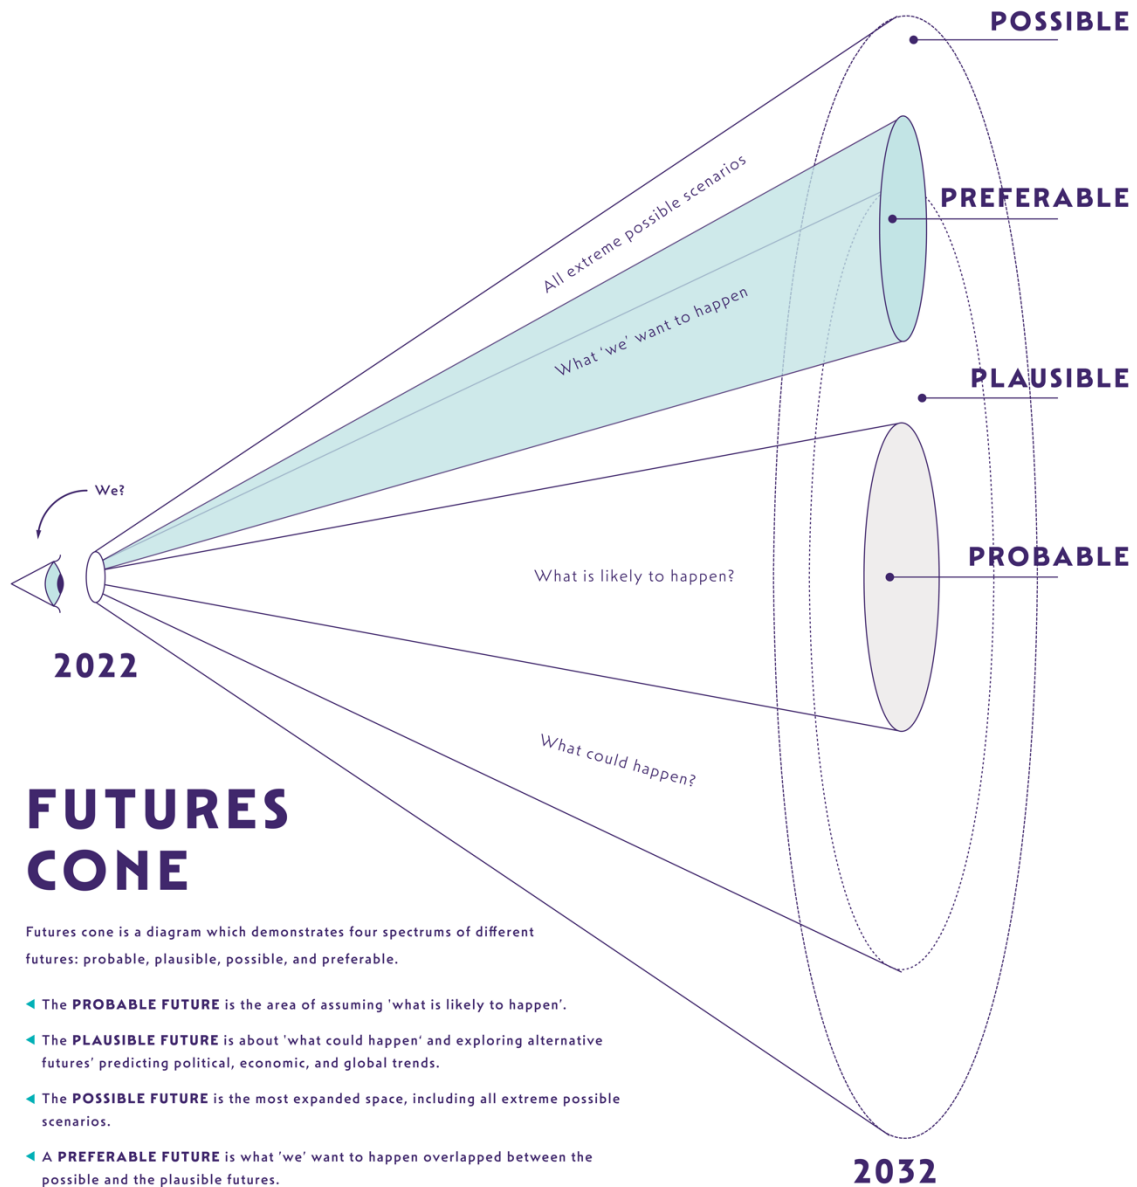 POSSIBLE
All extreme possible scenarios
PREFERABLE
What 'we' want to happen
PLAUSIBLE
We?
PROBABLE
What is likely to happen?
2022
What could happen?
FUTURES
CONE
Futures cone is a diagram which demonstrates four spectrums of different
futures: probable, plausible, possible, and preferable.
The PROBABLE FUTURE is the area of assuming 'what is likely to happen'.
The PLAUSIBLE FUTURE is about 'what could happen' and exploring alternative
futures' predicting political, economic, and global trends.
The POSSIBLE FUTURE is the most expanded space, including all extreme possible
scenarios.
A PREFERABLE FUTURE is what 'we' want to happen overlapped between the
possible and the plausible futures.
2032